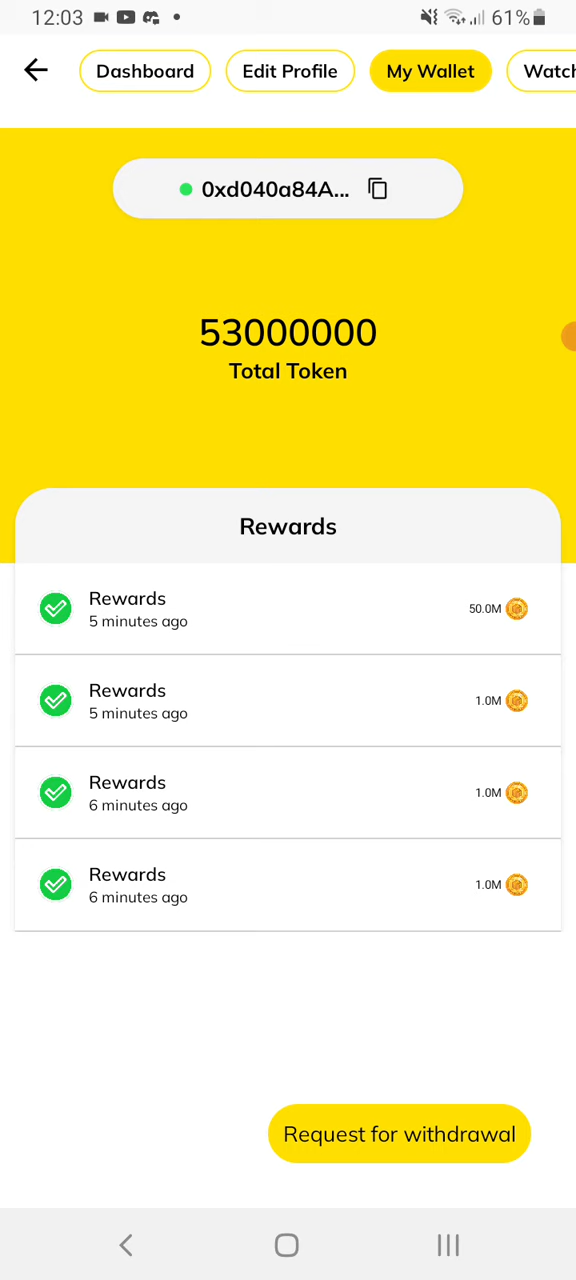 12:03
61%
Dashboard
Edit Profile
My Wallet
Watch
0xd040a84A...
53000000
Total Token
Rewards
Rewards
5 minutes ago
50.0M
Rewards
5 minutes ago
1.0M
Rewards
6 minutes ago
1.0M
Rewards
6 minutes ago
1.0M
Request for withdrawal